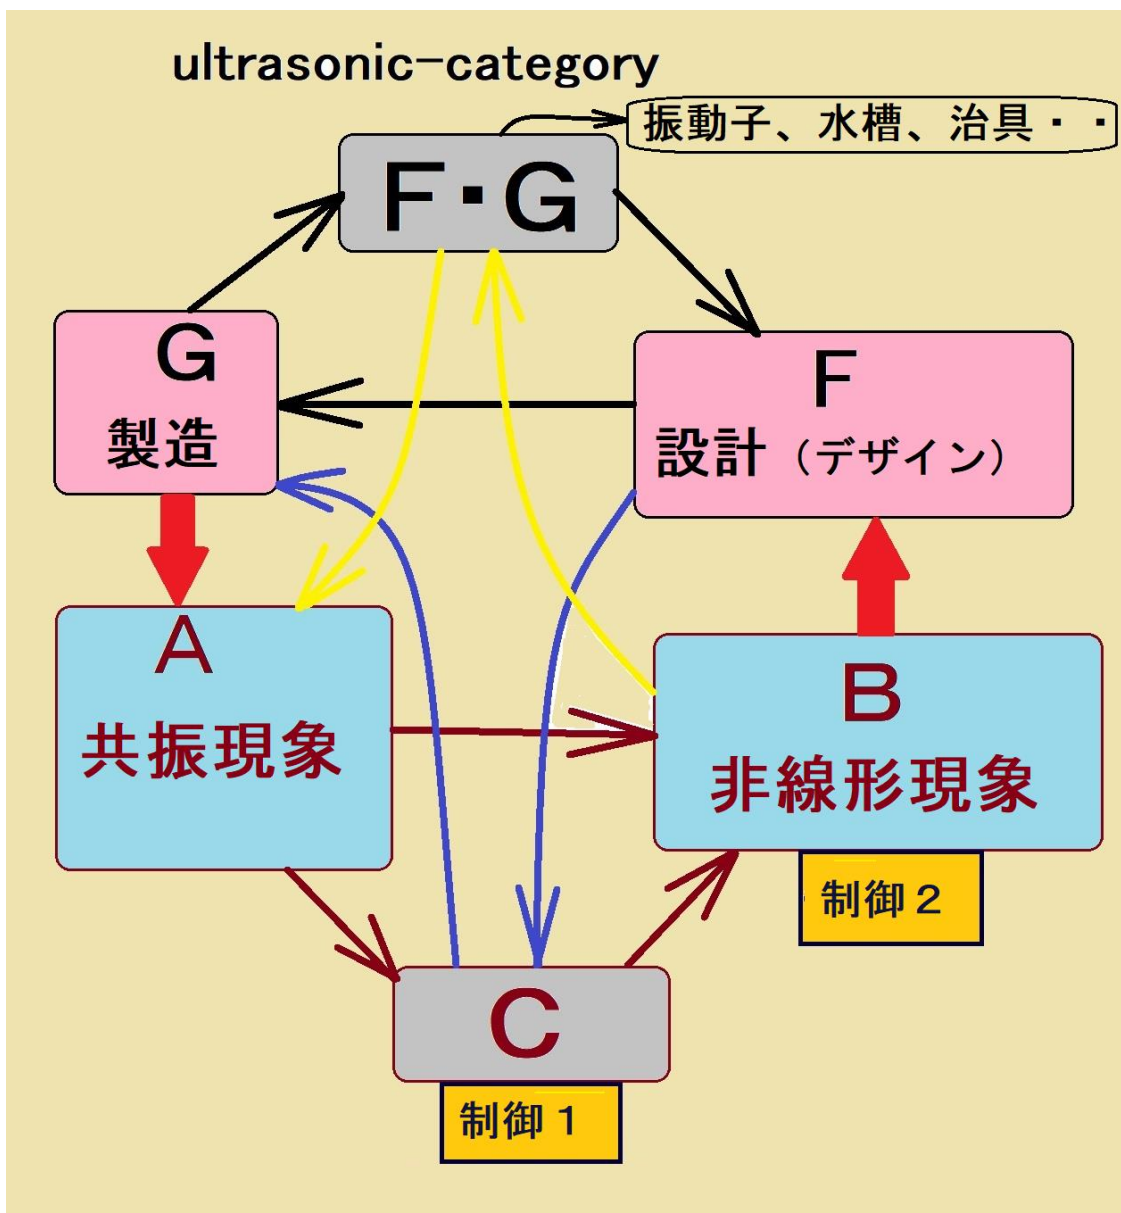 ultrasonic-category
振動子、水槽、治具・・
F・G
G
製造
F
設計（デザイン）
A
共振現象
B
非線形現象
制御２
C
制御１